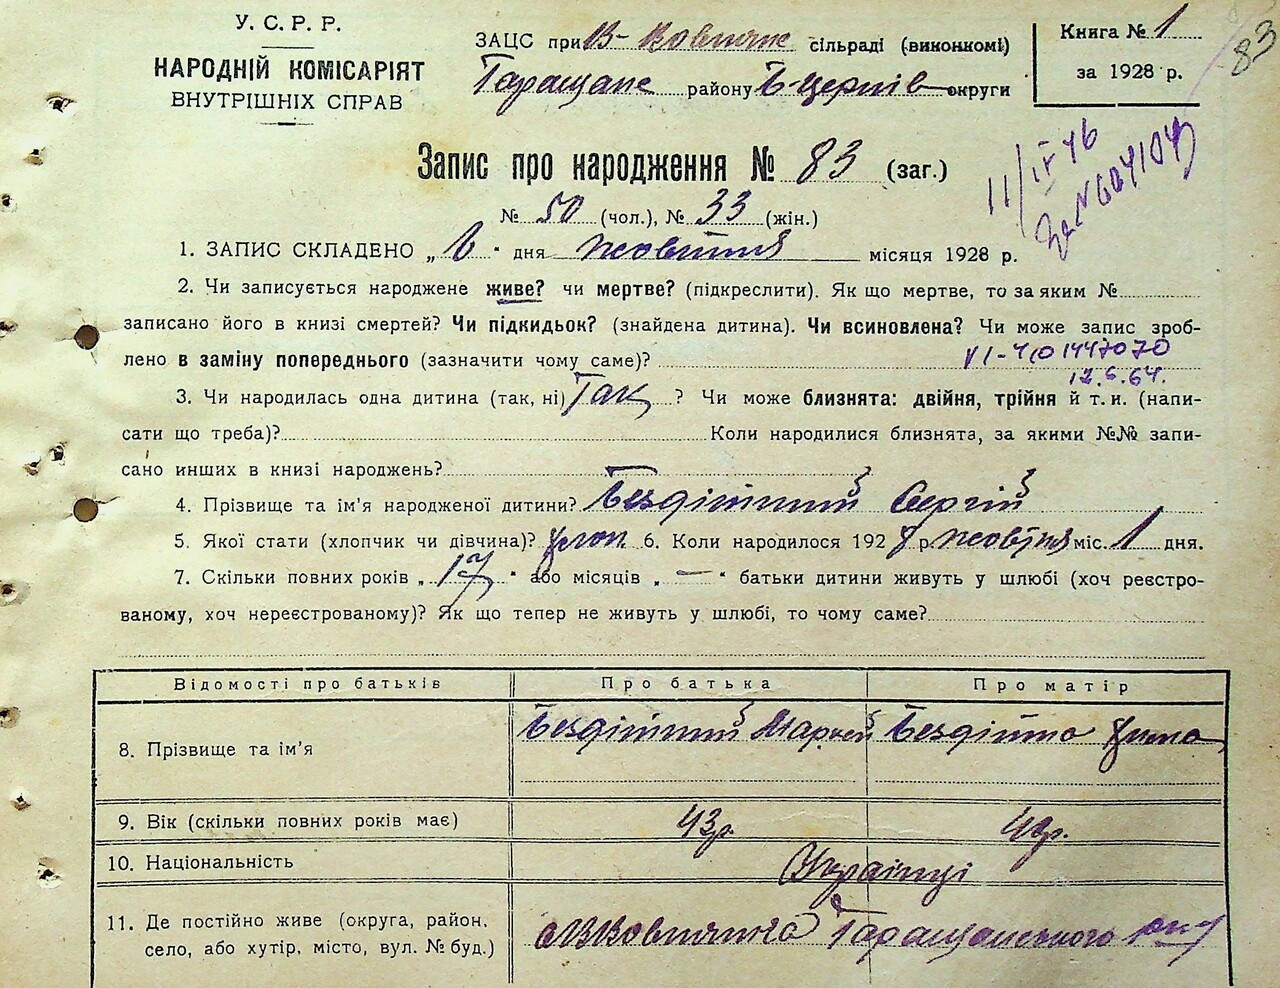 У. С. Р. Р.
НАРОДНІЙ КОМІСАРІЯТ
ВНУТРІШНІХ СПРАВ
ЗАЦС при В- сільраді (виконкомі)
району округи
Книга № 1
за 1928 р.
83
Запис про народження № 83 (заг.)
№ 50 (чол.), № 33 (жін.)
11/IV 46
1. ЗАПИС СКЛАДЕНО „ " дня жовтня місяця 1928 р.
2. Чи записується народжене живе? чи мертве? (підкреслити). Як що мертве, то за яким №
записано його в книзі смертей? Чи підкидьок? (знайдена дитина). Чи всиновлена? Чи може запис зроб-
лено в заміну попереднього (зазначити чому саме)?
12.6.64.
3. Чи народилась одна дитина (так, ні) Так ? Чи може близнята: двійня, трійня й т. и. (напи-
сати що треба)? Коли народилися близнята, за якими №№ запи-
сано инших в книзі народжень?
4. Прізвище та ім'я народженої дитини? Бездітний Сергій
5. Якої стати (хлопчик чи дівчина)? хлоп. 6. Коли народилося 192 8 р. жовтня міс. 1 дня.
7. Скільки повних років „ 17 " або місяців „ — " батьки дитини живуть у шлюбі (хоч реєстро-
ваному, хоч нереєстрованому)? Як що тепер не живуть у шлюбі, то чому саме?
Відомості про батьків Про батька Про матір
8. Прізвище та ім'я Бездітний Бездітна
9. Вік (скільки повних років має) 43р.
10. Національність Українці
11. Де постійно живе (округа, район,
село, або хутір, місто, вул. № буд.) Таращанського